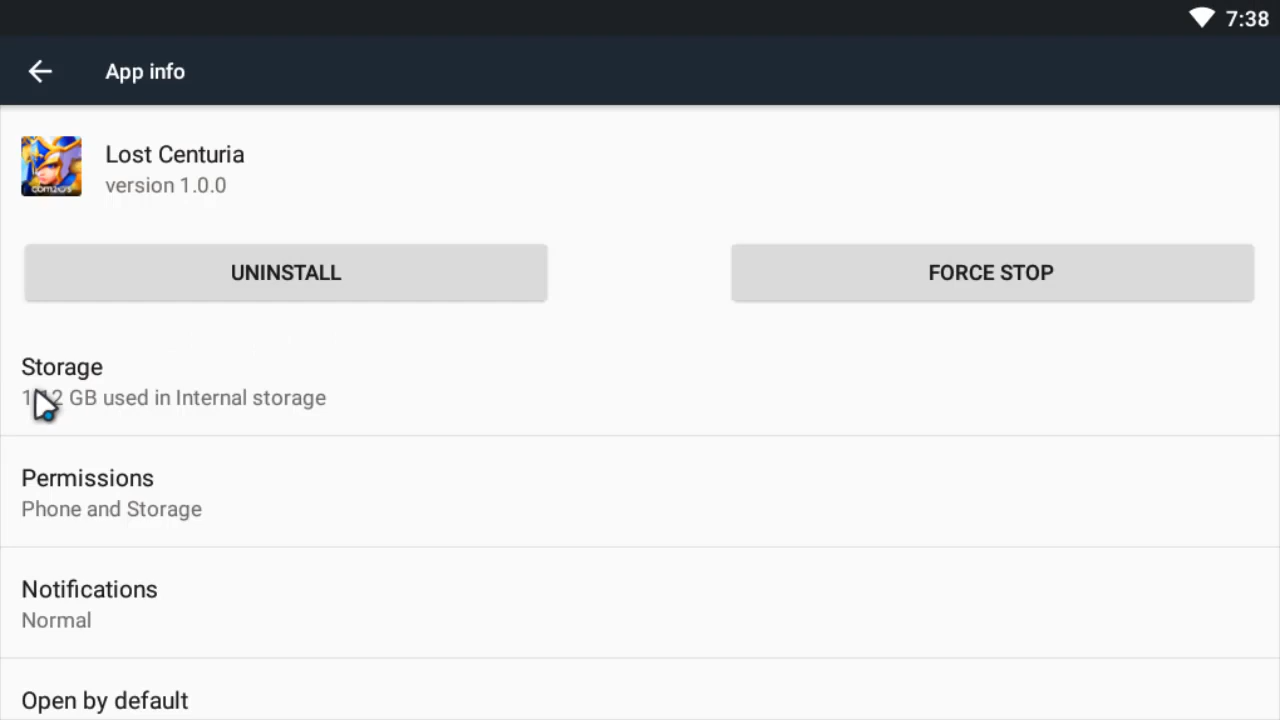 7:38
App info
Lost Centuria
version 1.0.0
COM2US
UNINSTALL
FORCE STOP
Storage
GB used in Internal storage
Permissions
Phone and Storage
Notifications
Normal
Open by default